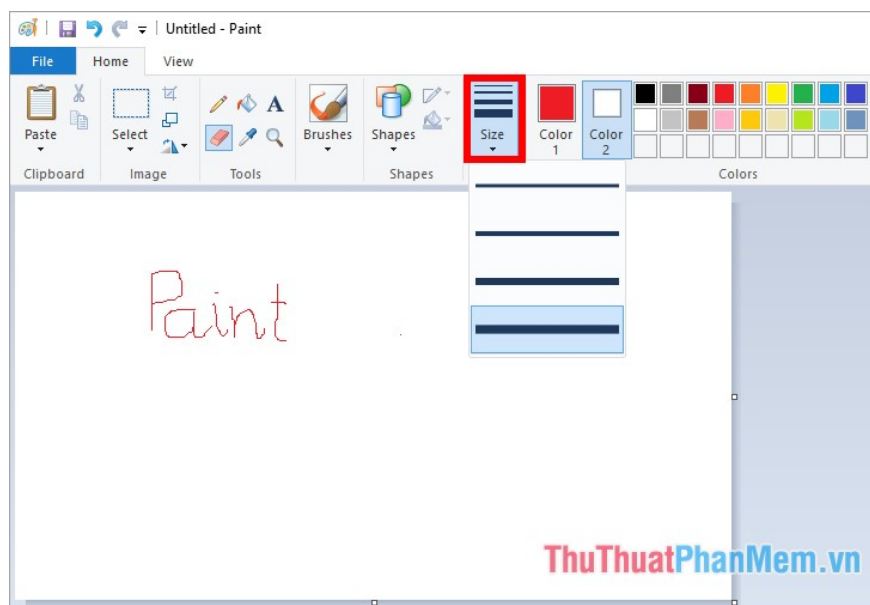 Untitled - Paint
File Home View
Paste Select A Brushes Shapes Size Color 1 Color 2
Clipboard Image Tools Shapes Colors
Paint
ThuThuatPhanMem.vn